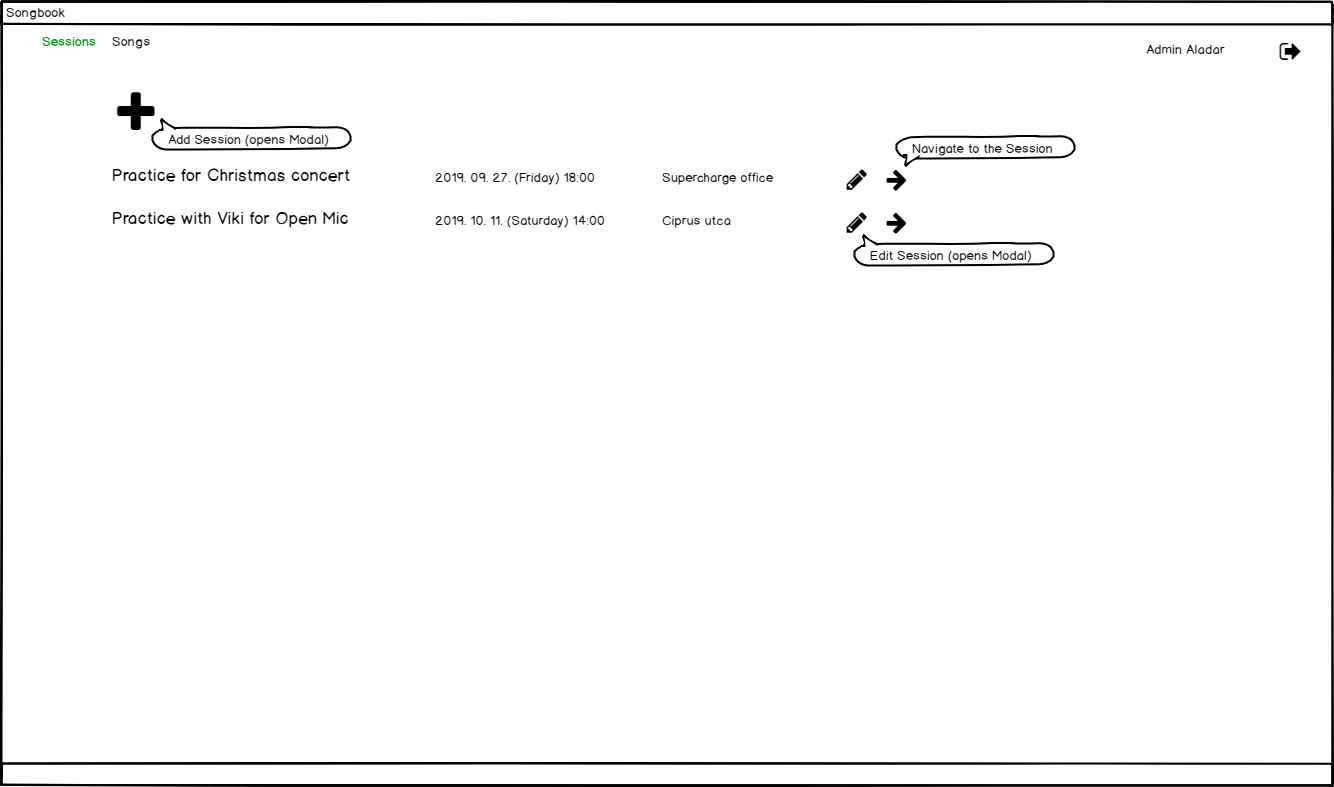 Songbook
Sessions Songs
Admin Aladar
Add Session (opens Modal)
Navigate to the Session
Practice for Christmas concert 2019. 09. 27. (Friday) 18:00 Supercharge office
Practice with Viki for Open Mic 2019. 10. 11. (Saturday) 14:00 Ciprus utca
Edit Session (opens Modal)